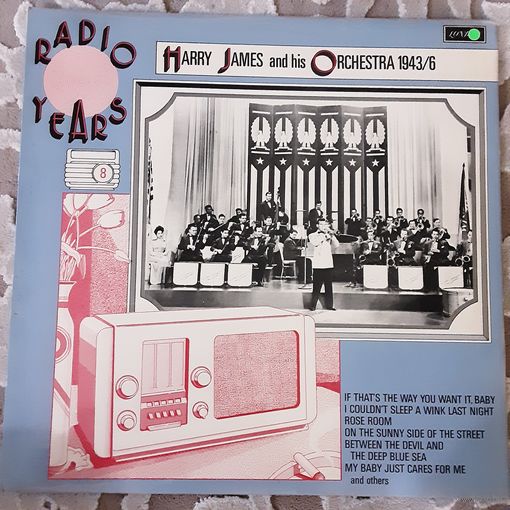 RADIO
YEARS
8
HARRY JAMES and his ORCHESTRA 1943/6
IF THAT'S THE WAY YOU WANT IT, BABY
I COULDN'T SLEEP A WINK LAST NIGHT
ROSE ROOM
ON THE SUNNY SIDE OF THE STREET
BETWEEN THE DEVIL AND
THE DEEP BLUE SEA
MY BABY JUST CARES FOR ME
and others